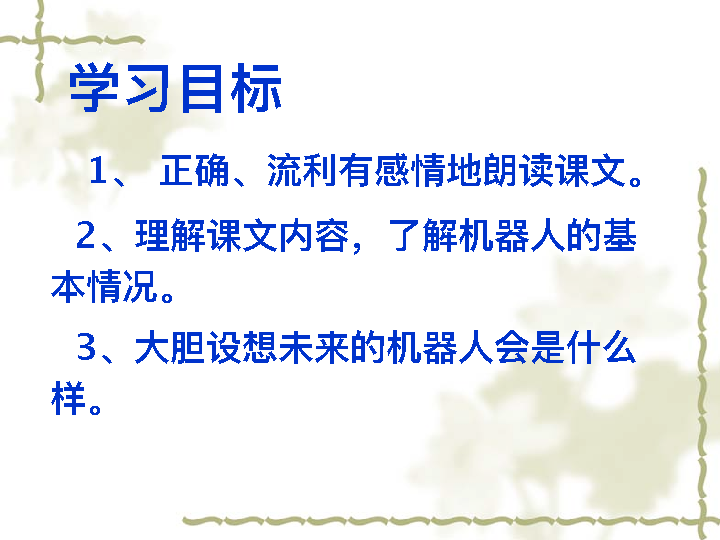 学习目标
1、 正确、流利有感情地朗读课文。
2、理解课文内容，了解机器人的基
本情况。
3、大胆设想未来的机器人会是什么
样。